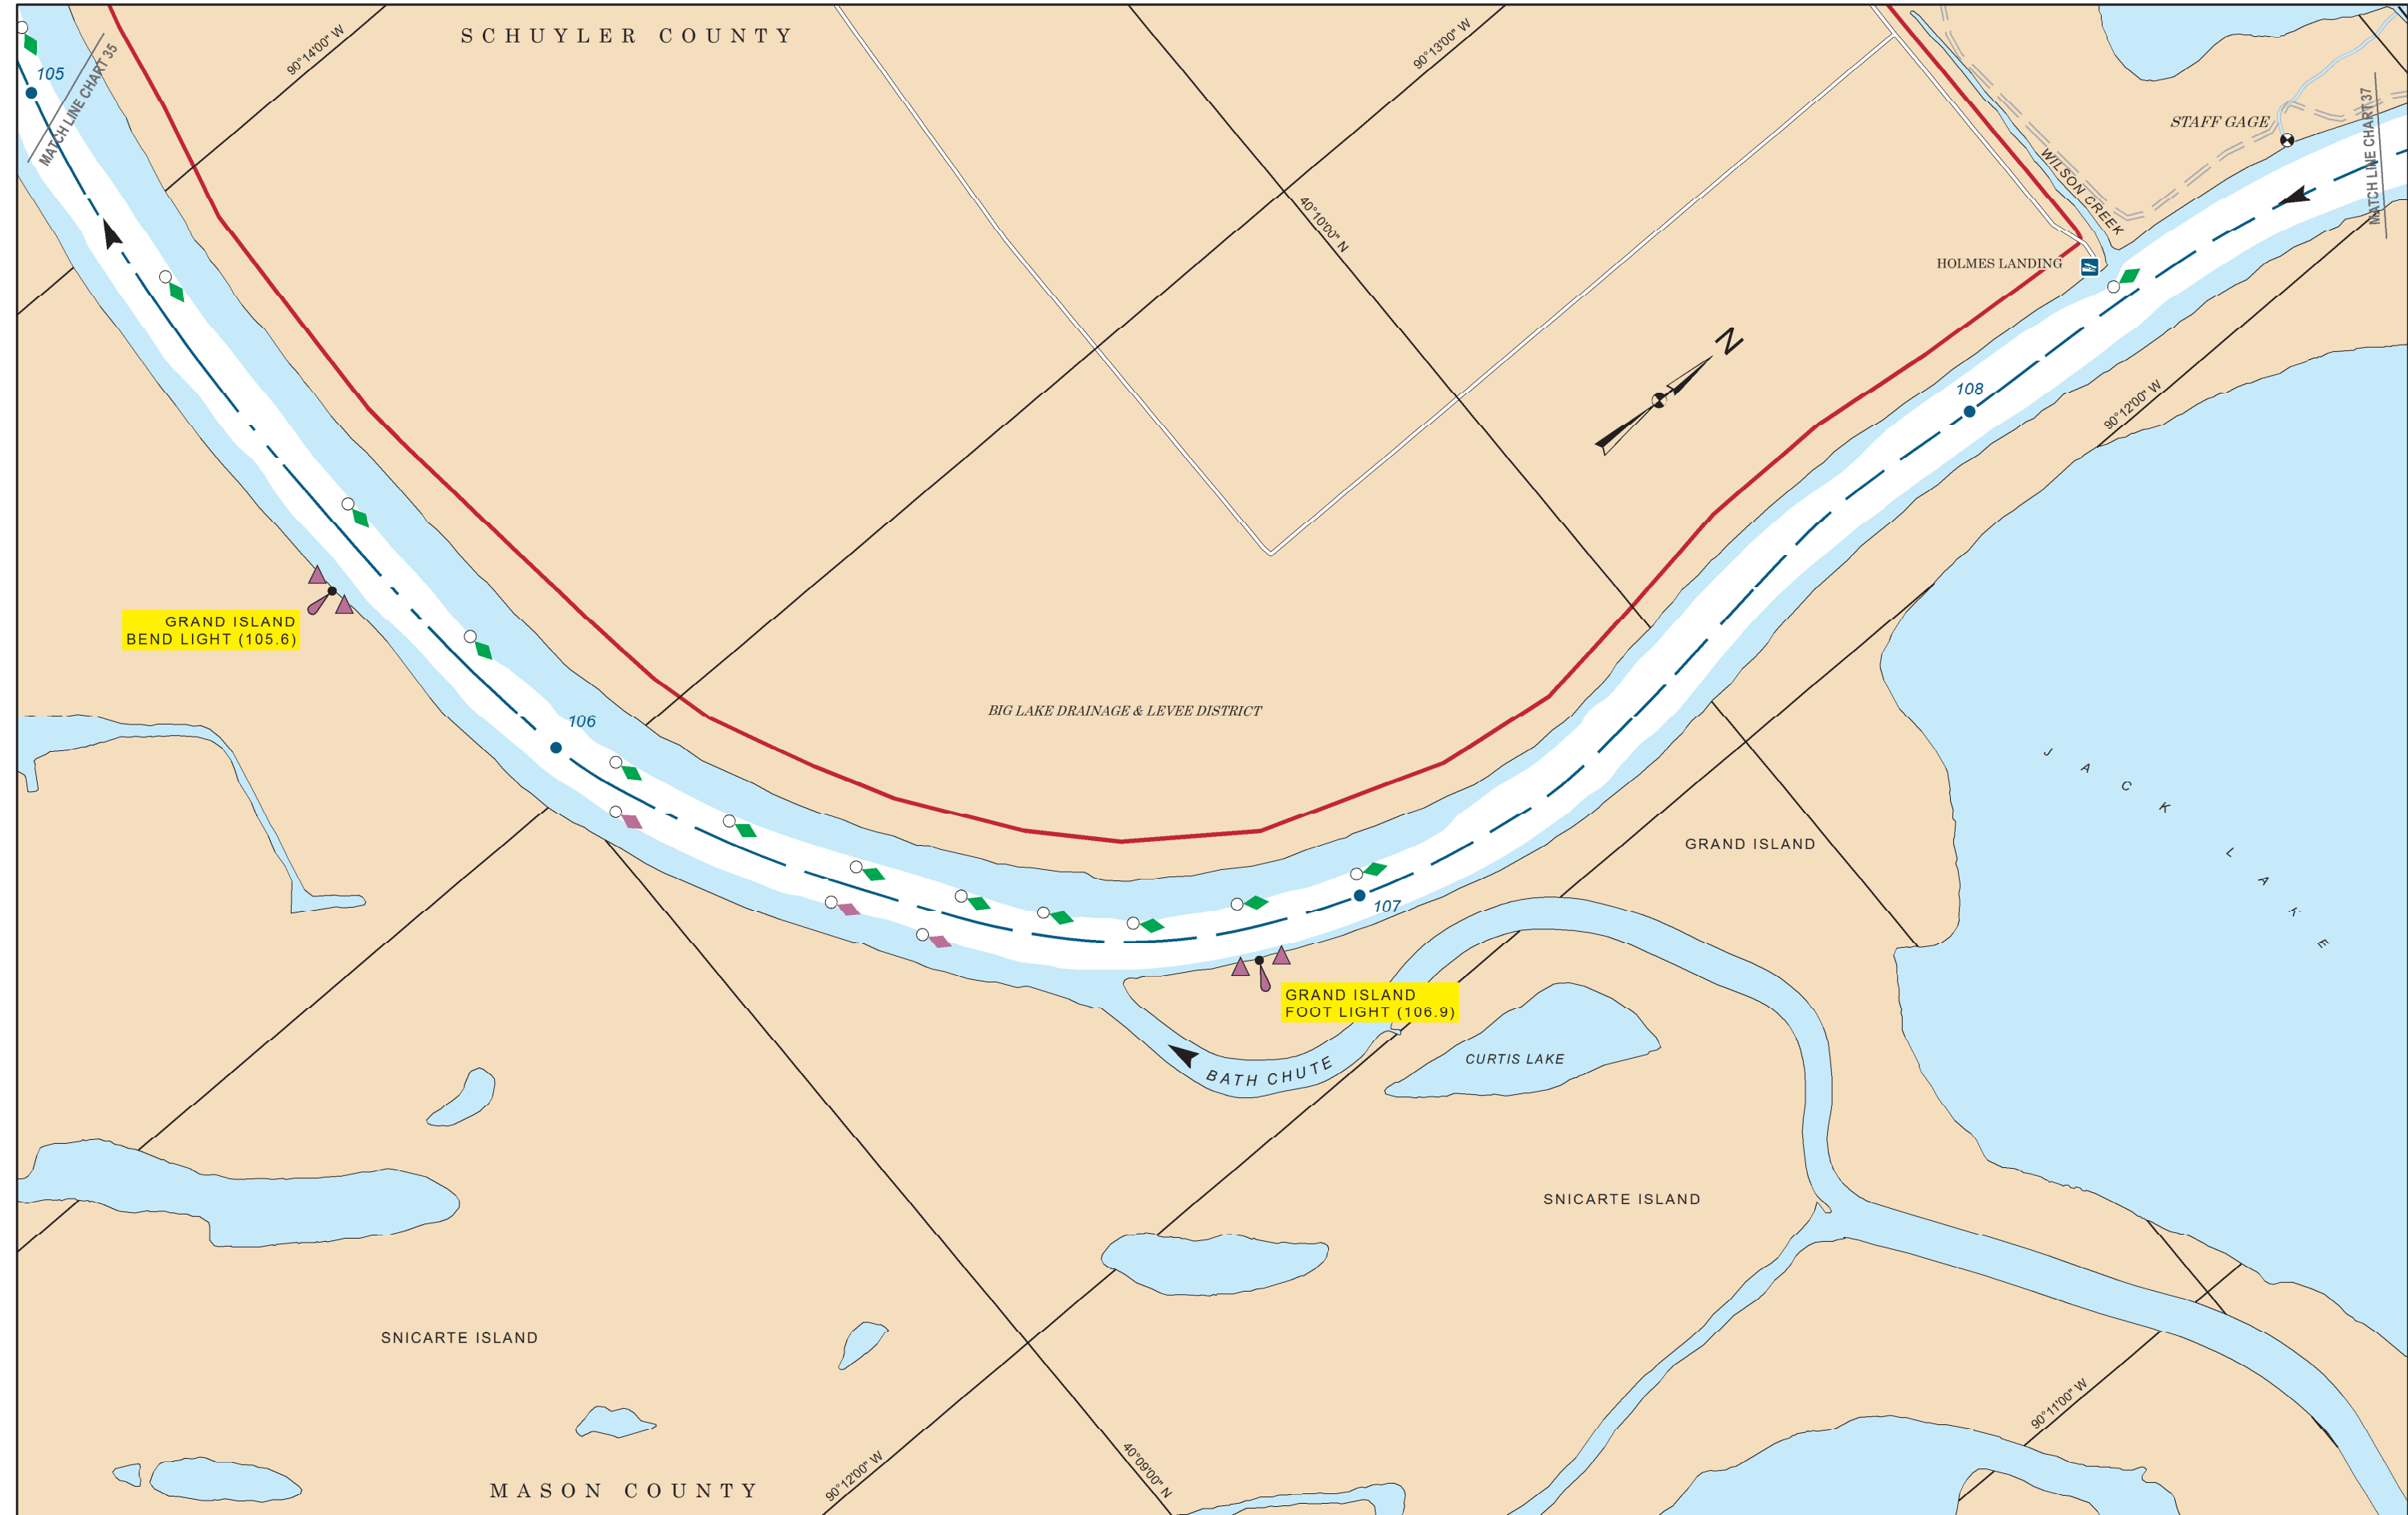 SCHUYLER COUNTY
90°14'00" W
90°13'00" W
105
MATCH LINE CHART 35
STAFF GAGE
MATCH LINE CHART 37
WILSON CREEK
40°10'00" N
HOLMES LANDING
N
108
90°12'00" W
GRAND ISLAND
BEND LIGHT (105.6)
106
BIG LAKE DRAINAGE & LEVEE DISTRICT
JACK LAKE
GRAND ISLAND
107
GRAND ISLAND
FOOT LIGHT (106.9)
CURTIS LAKE
BATH CHUTE
SNICARTE ISLAND
SNICARTE ISLAND
90°11'00" W
MASON COUNTY
90°12'00" W
40°09'00" N